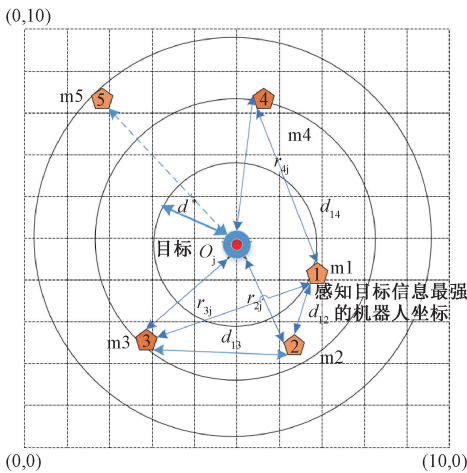 (0,10)
m5
5
4
m4
r4j
d*
d14
目标
Oj
1
m1
感知目标信息最强
的机器人坐标
r3j
r2j
d12
d13
m3
3
2
m2
(0,0)
(10,0)